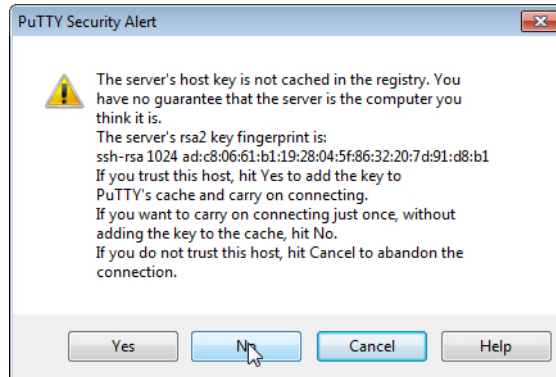 PuTTY Security Alert
The server's host key is not cached in the registry. You
have no guarantee that the server is the computer you
think it is.
The server's rsa2 key fingerprint is:
ssh-rsa 1024 ad:c8:06:61:b1:19:28:04:5f:86:32:20:7d:91:d8:b1
If you trust this host, hit Yes to add the key to
PuTTY's cache and carry on connecting.
If you want to carry on connecting just once, without
adding the key to the cache, hit No.
If you do not trust this host, hit Cancel to abandon the
connection.
Yes No Cancel Help